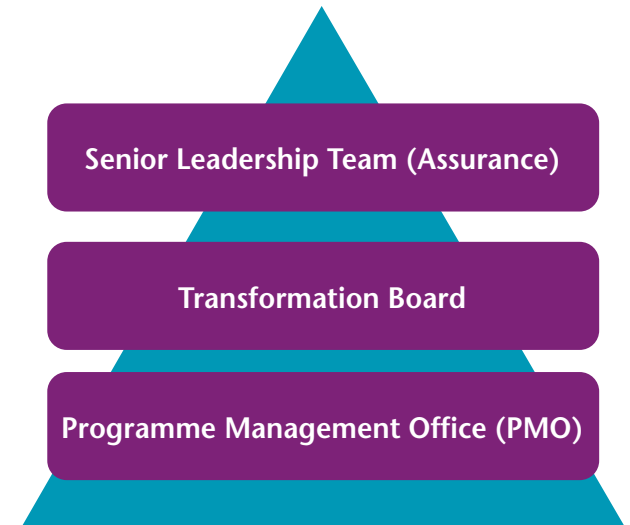 Senior Leadership Team (Assurance)
Transformation Board
Programme Management Office (PMO)